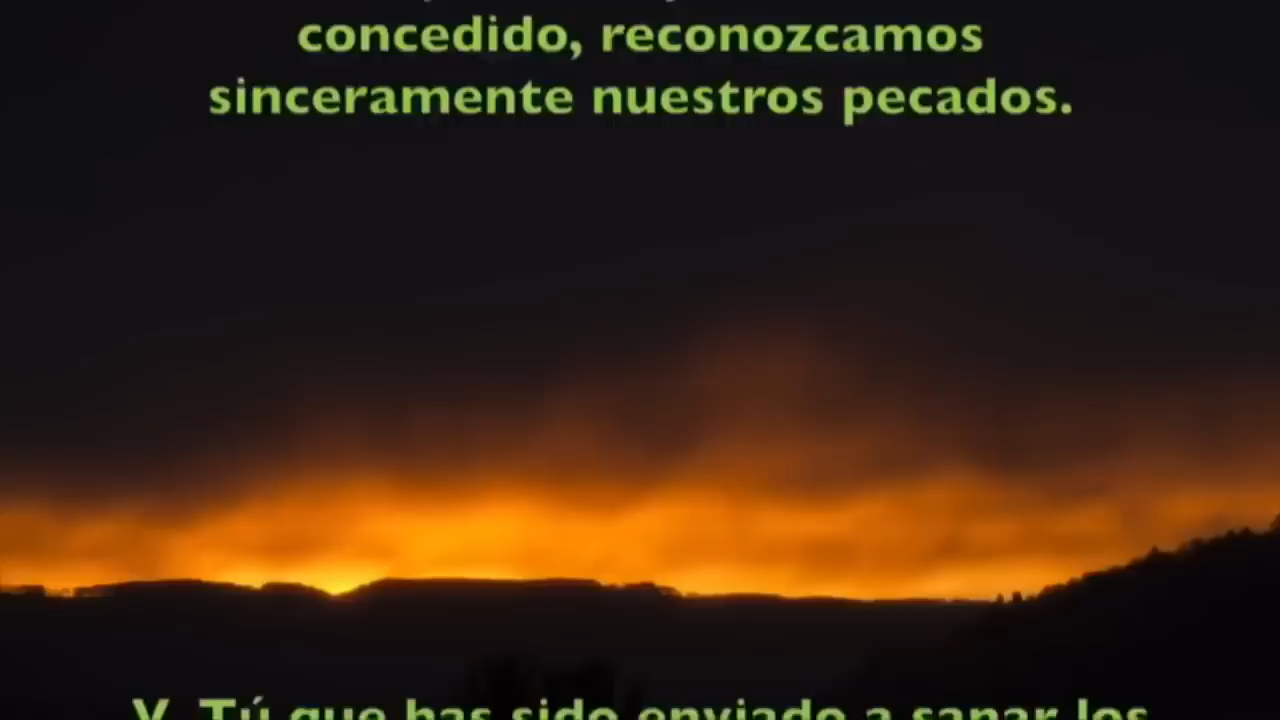 concedido, reconozcamos
sinceramente nuestros pecados.
V. Tú que has sido enviado a sanar los